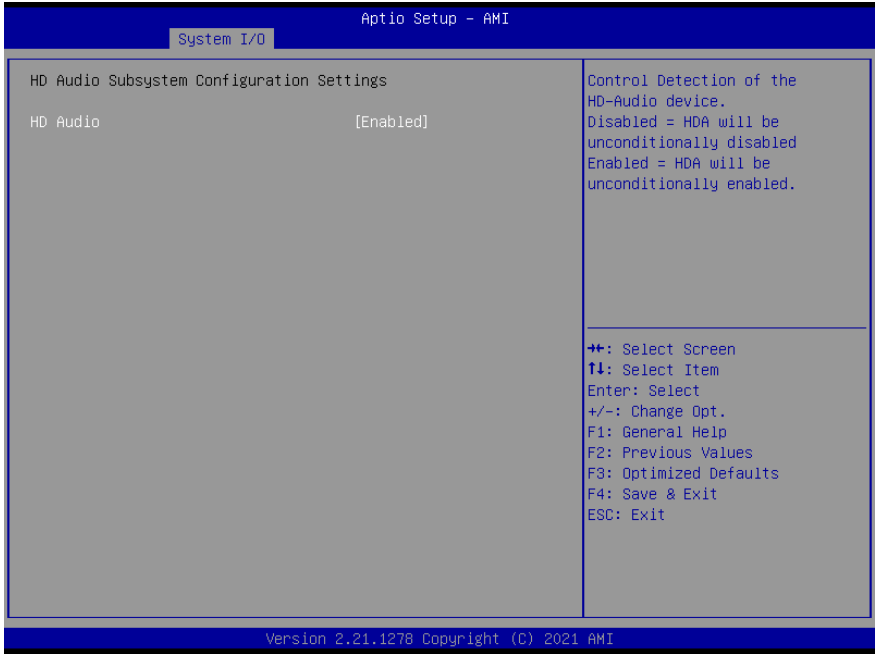 Aptio Setup – AMI
System I/O
HD Audio Subsystem Configuration Settings
HD Audio [Enabled]
Control Detection of the
HD-Audio device.
Disabled = HDA will be
unconditionally disabled
Enabled = HDA will be
unconditionally enabled.
→←: Select Screen
↑↓: Select Item
Enter: Select
+/-: Change Opt.
F1: General Help
F2: Previous Values
F3: Optimized Defaults
F4: Save & Exit
ESC: Exit
Version 2.21.1278 Copyright (C) 2021 AMI